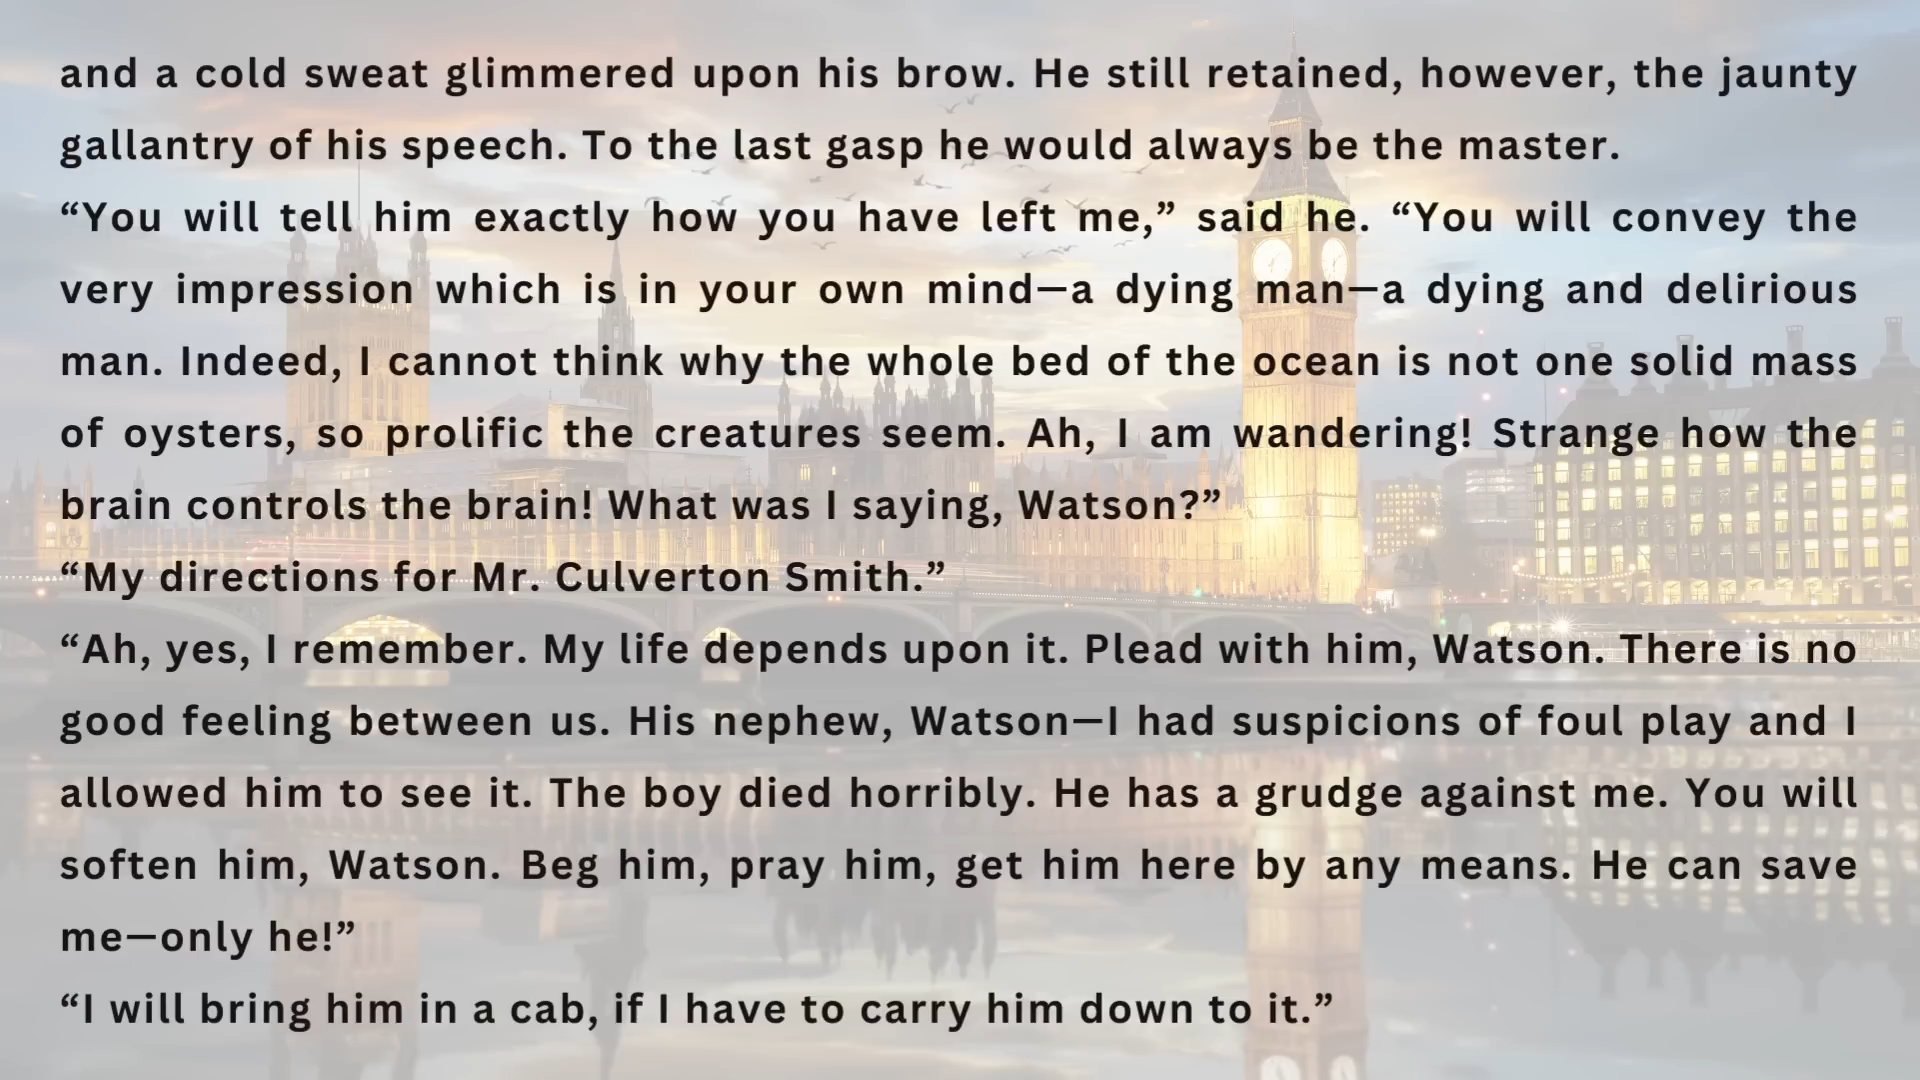 and a cold sweat glimmered upon his brow. He still retained, however, the jaunty
gallantry of his speech. To the last gasp he would always be the master.
“You will tell him exactly how you have left me,” said he. “You will convey the
very impression which is in your own mind—a dying man—a dying and delirious
man. Indeed, I cannot think why the whole bed of the ocean is not one solid mass
of oysters, so prolific the creatures seem. Ah, I am wandering! Strange how the
brain controls the brain! What was I saying, Watson?”
“My directions for Mr. Culverton Smith.”
“Ah, yes, I remember. My life depends upon it. Plead with him, Watson. There is no
good feeling between us. His nephew, Watson—I had suspicions of foul play and I
allowed him to see it. The boy died horribly. He has a grudge against me. You will
soften him, Watson. Beg him, pray him, get him here by any means. He can save
me—only he!”
“I will bring him in a cab, if I have to carry him down to it.”